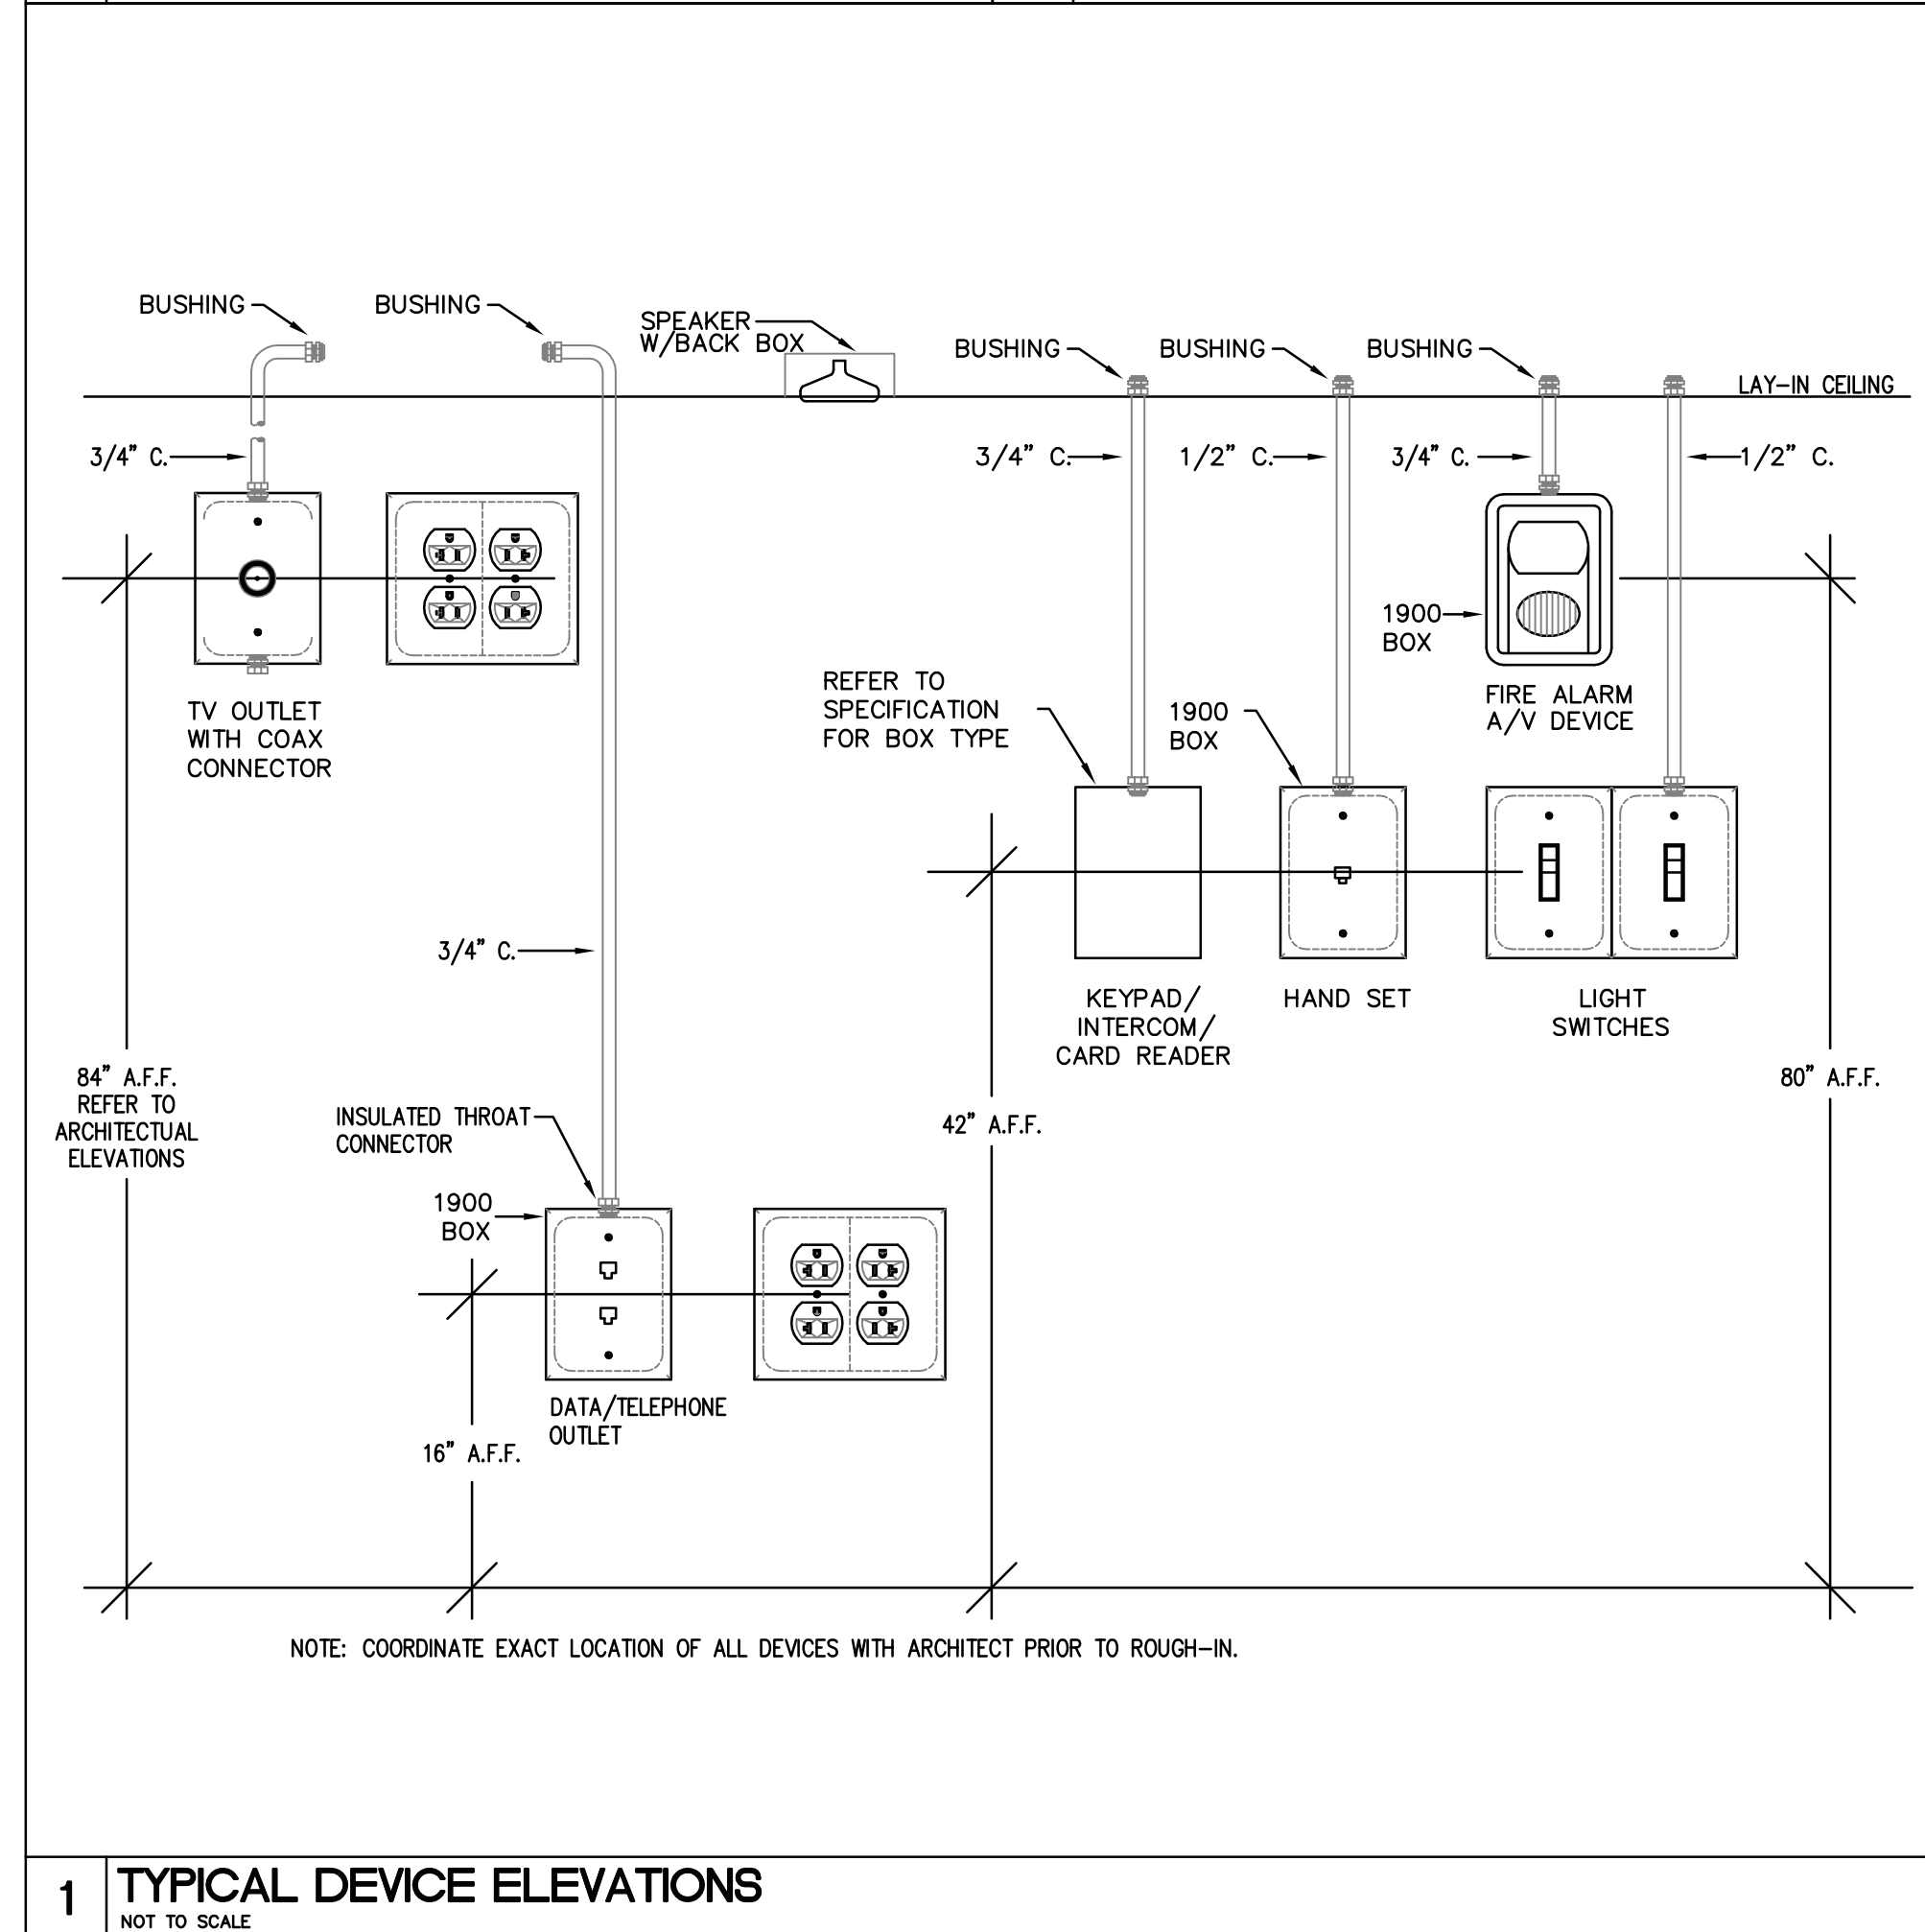 BUSHING
BUSHING
SPEAKER
W/BACK BOX
BUSHING
BUSHING
BUSHING
LAY-IN CEILING
3/4" C.
3/4" C.
1/2" C.
3/4" C.
1/2" C.
1900
BOX
TV OUTLET
WITH COAX
CONNECTOR
REFER TO
SPECIFICATION
FOR BOX TYPE
1900
BOX
FIRE ALARM
A/V DEVICE
3/4" C.
KEYPAD/
INTERCOM/
CARD READER
HAND SET
LIGHT
SWITCHES
84" A.F.F.
REFER TO
ARCHITECTUAL
ELEVATIONS
INSULATED THROAT
CONNECTOR
42" A.F.F.
80" A.F.F.
1900
BOX
DATA/TELEPHONE
OUTLET
16" A.F.F.
NOTE: COORDINATE EXACT LOCATION OF ALL DEVICES WITH ARCHITECT PRIOR TO ROUGH-IN.
1
TYPICAL DEVICE ELEVATIONS
NOT TO SCALE